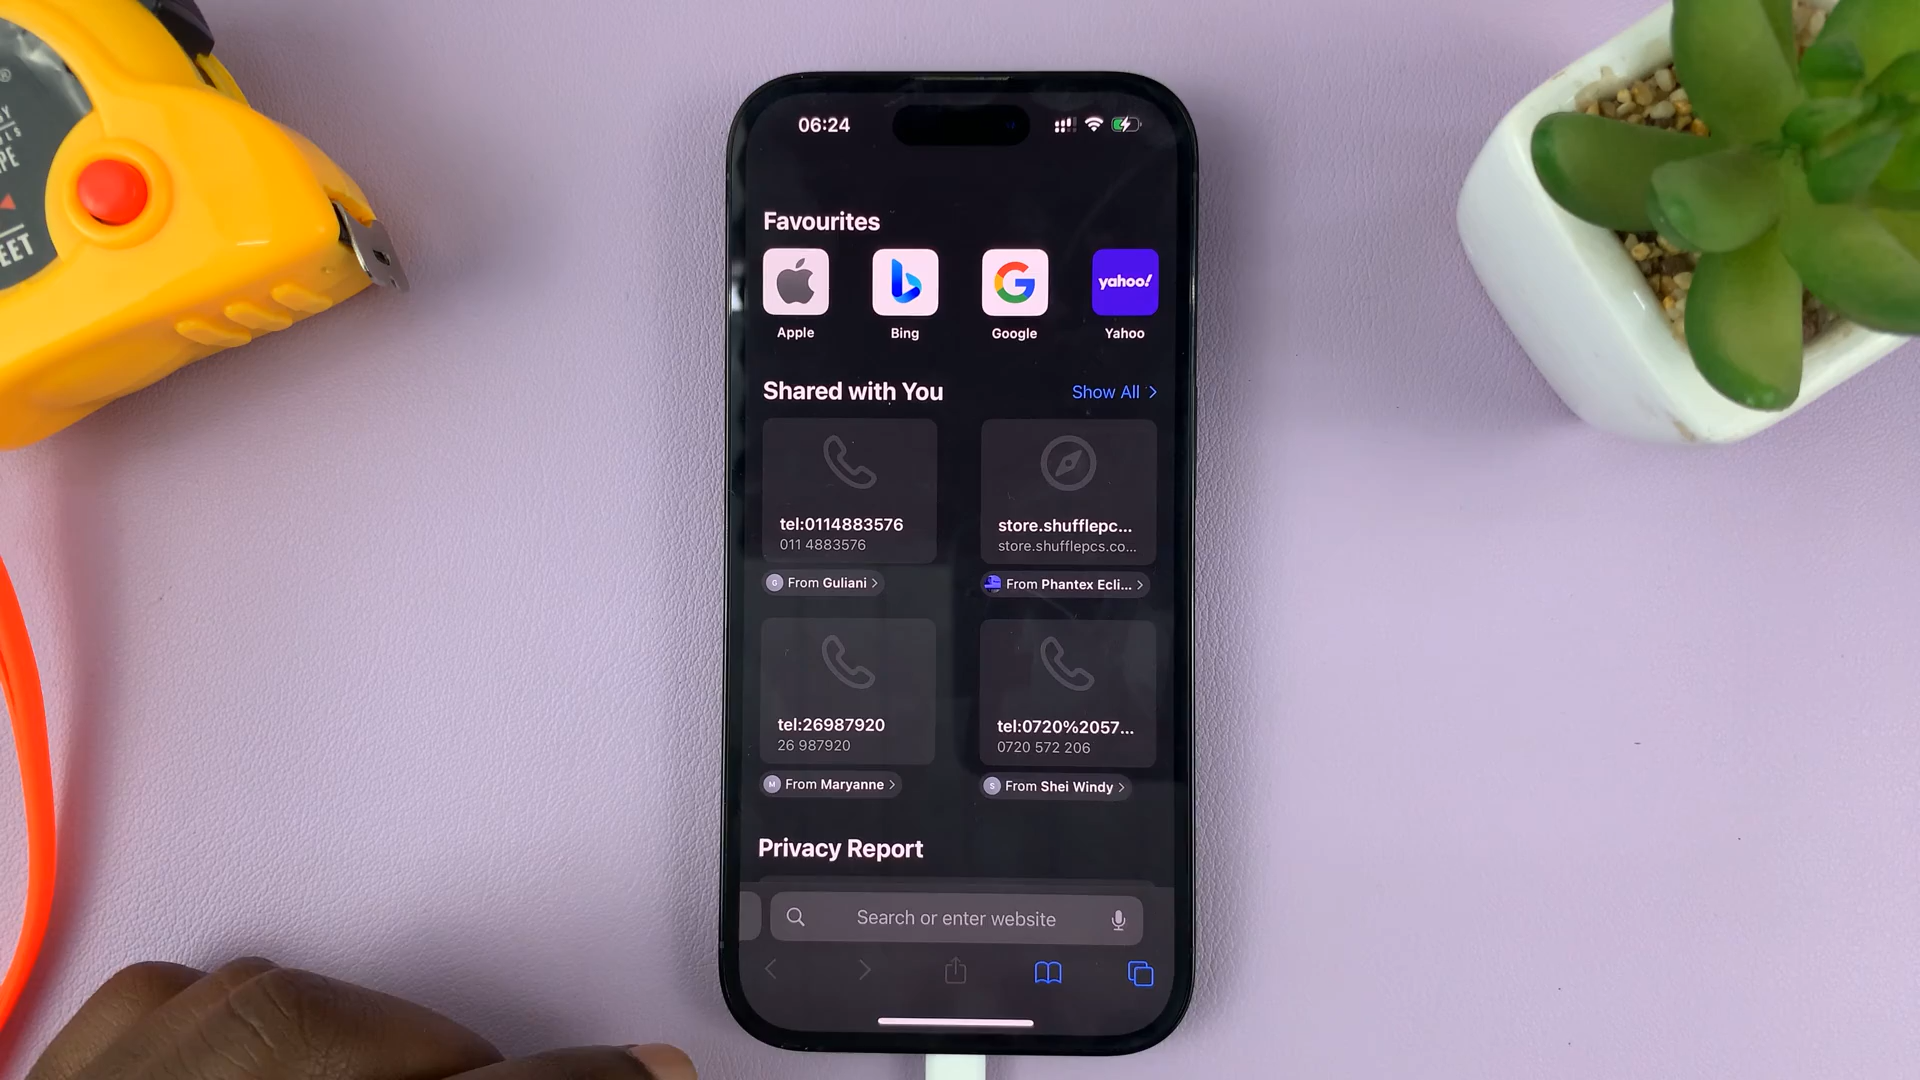 06:24
Favourites
yahoo!
Apple
Bing
Google
Yahoo
Shared with You
Show All
tel:0114883576
011 4883576
store.shufflepc...
store.shufflepcs.co...
From Guliani
From Phantex Ecli...
tel:26987920
26 987920
tel:0720%2057...
0720 572 206
M From Maryanne
S From Shei Windy
Privacy Report
Search or enter website